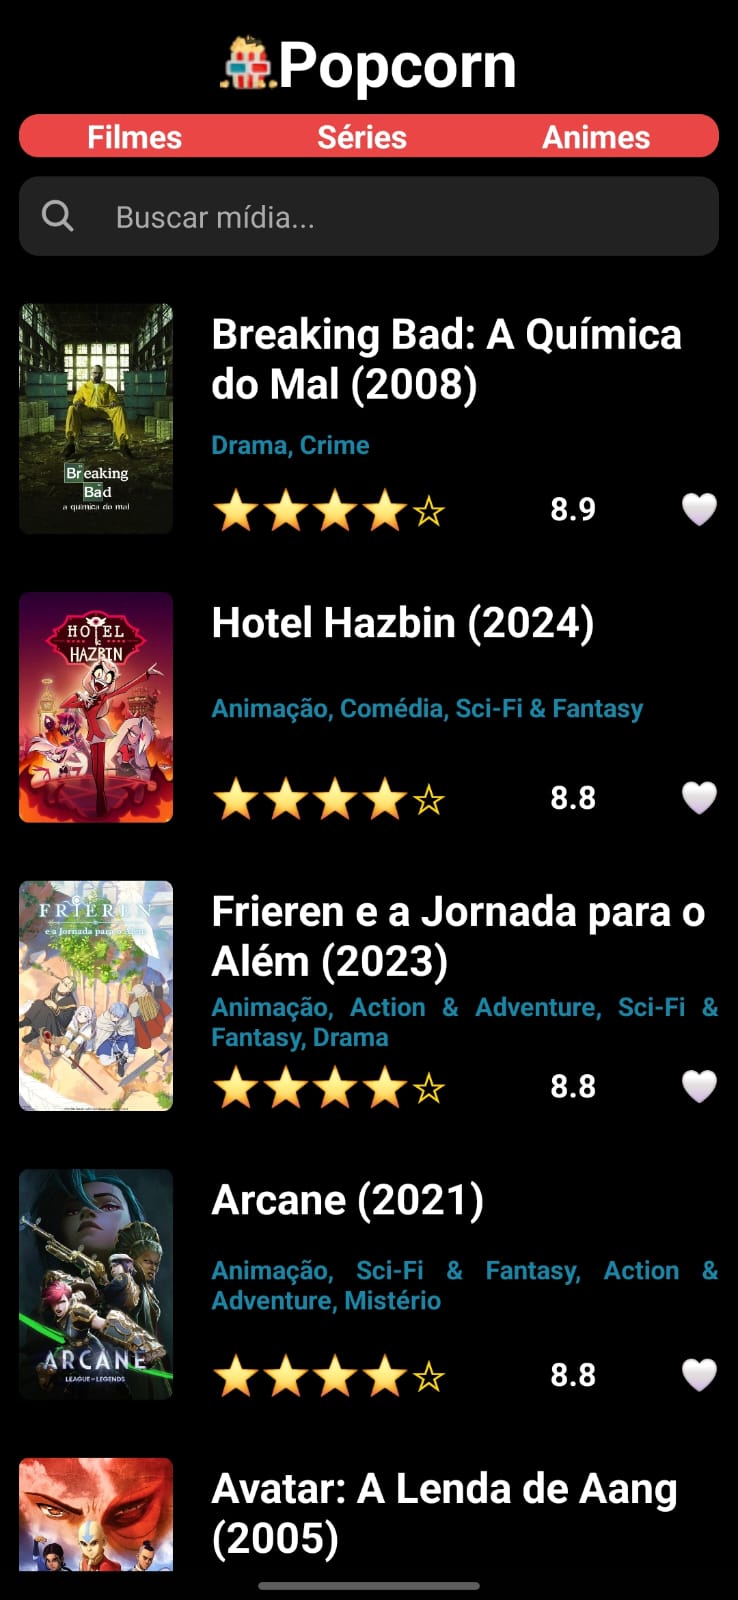 Popcorn
Filmes Séries Animes
Buscar mídia...
Breaking Bad: A Química
do Mal (2008)
Drama, Crime
8.9
Breaking
Bad
a química do mal
Hotel Hazbin (2024)
Animação, Comédia, Sci-Fi & Fantasy
8.8
HOTEL
HAZBIN
Frieren e a Jornada para o
Além (2023)
Animação, Action & Adventure, Sci-Fi &
Fantasy, Drama
8.8
FRIEREN
e a Jornada para o Além
Arcane (2021)
Animação, Sci-Fi & Fantasy, Action &
Adventure, Mistério
8.8
ARCANE
LEAGUE OF LEGENDS
Avatar: A Lenda de Aang
(2005)